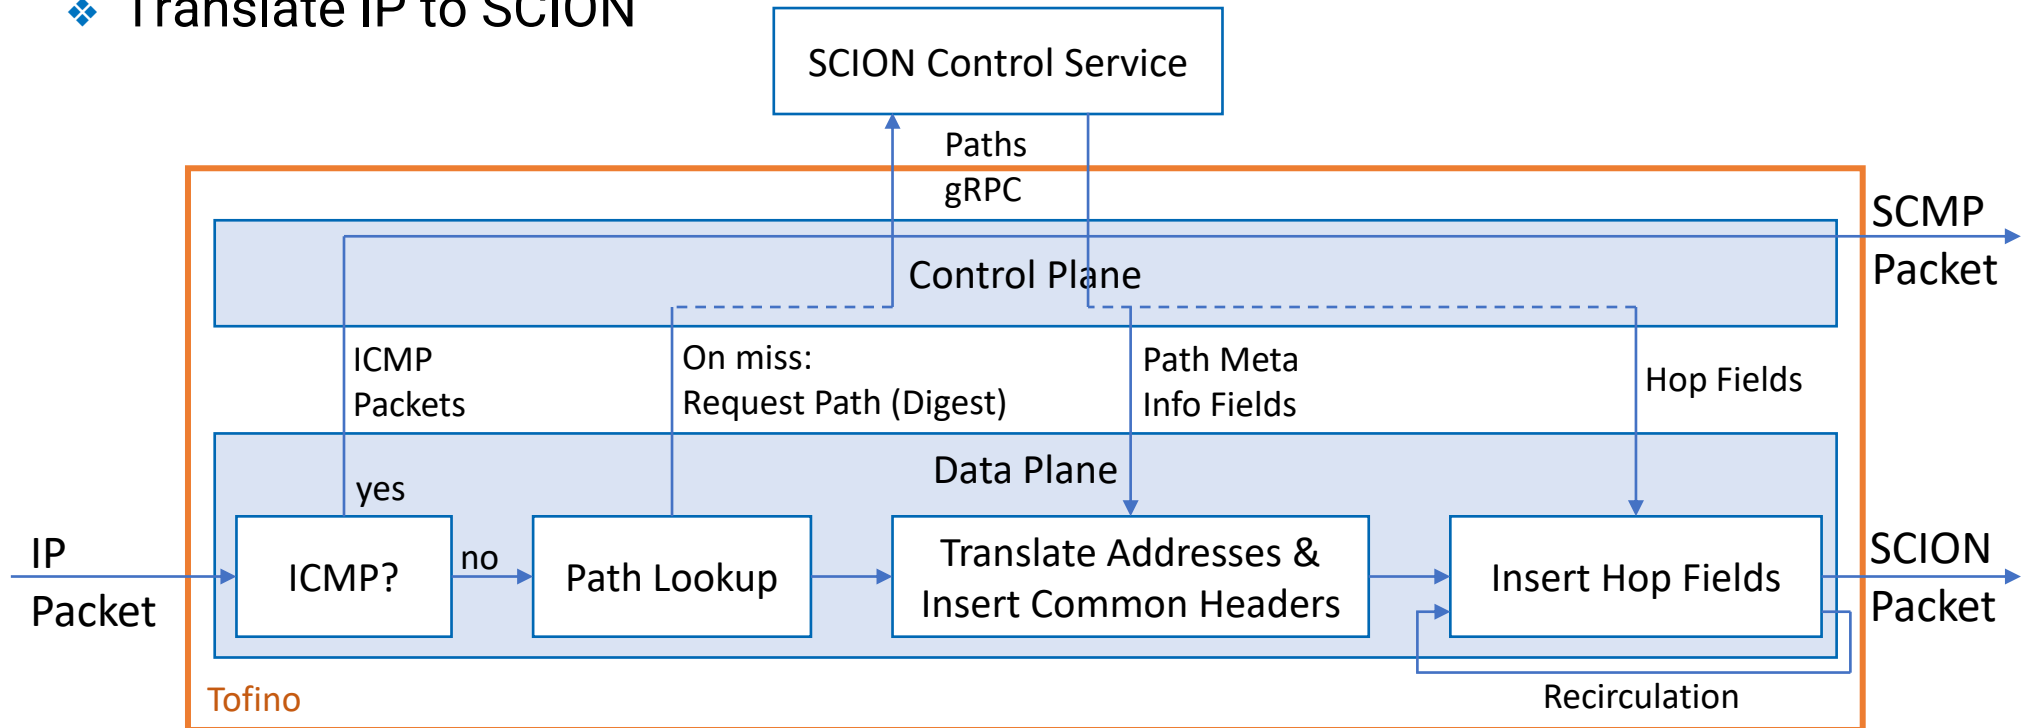 ❖ Translate IP to SCION
SCION Control Service
Paths
gRPC
SCMP
Packet
Control Plane
ICMP
Packets
On miss:
Request Path (Digest)
Path Meta
Info Fields
Hop Fields
Data Plane
yes
IP
Packet
ICMP?
no
Path Lookup
Translate Addresses &
Insert Common Headers
Insert Hop Fields
SCION
Packet
Tofino
Recirculation